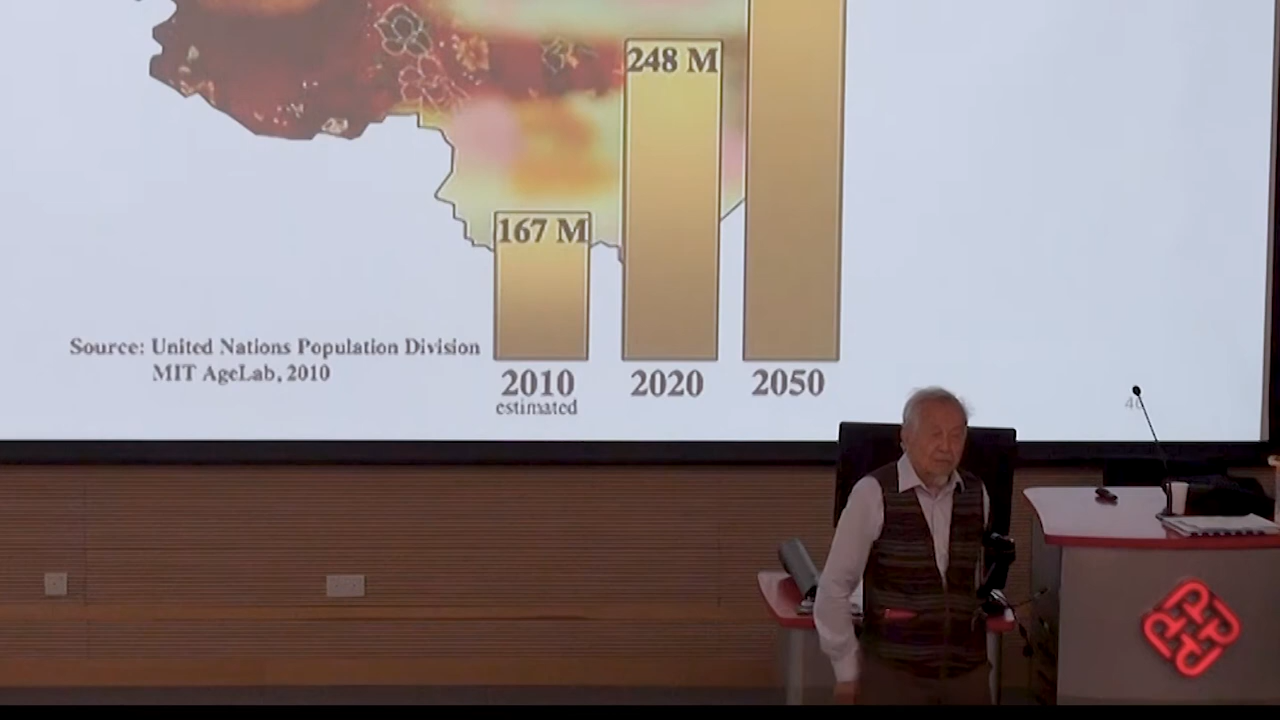 248 M
167 M
Source: United Nations Population Division
MIT AgeLab, 2010
2010
estimated
2020
2050